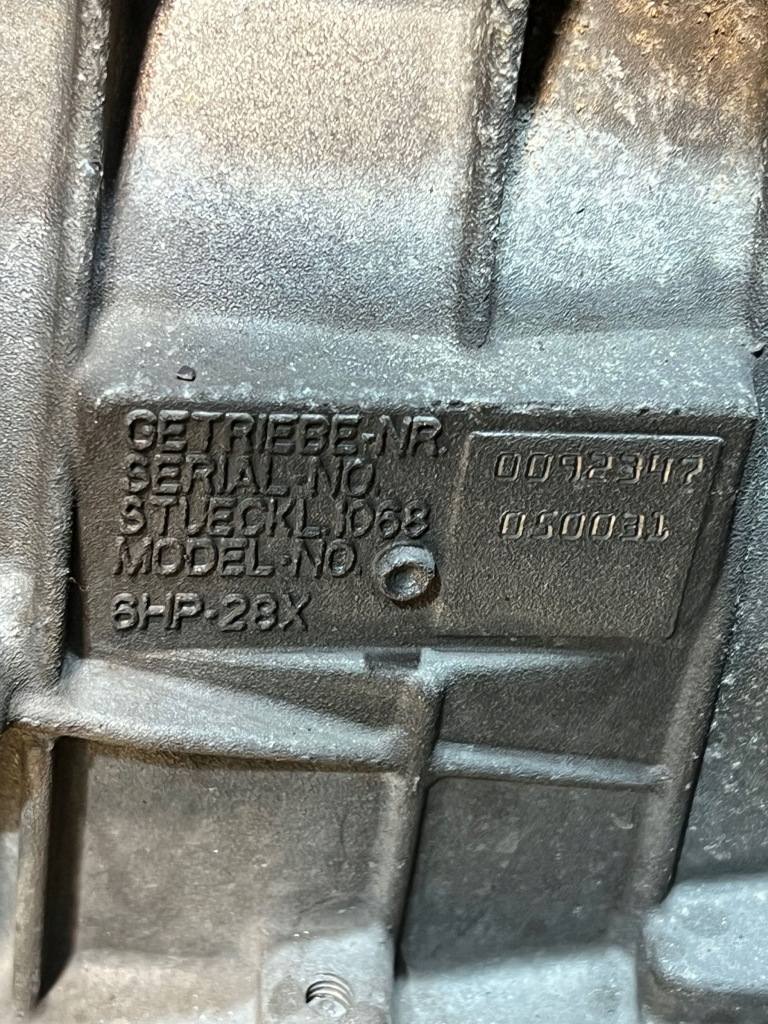 GETRIEBE-NR.
SERIAL-NO.
0092347
STUECKL.1068
050031
MODEL-NO.
6HP-28X